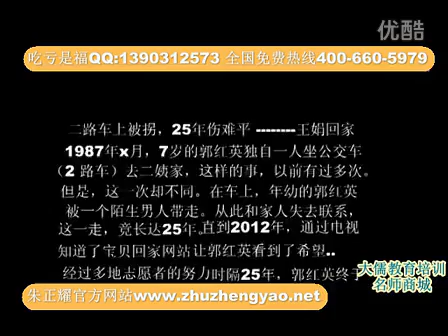 优酷
吃亏是福QQ:1390312573 全国免费热线400-660-5979
二路车上被拐，25年伤难平 --------王娟回家
1987年x月，7岁的郭红英独自一人坐公交车
（2 路车）去二姨家，这样的事，以前有过多次。
但是，这一次却不同。在车上，年幼的郭红英
被一个陌生男人带走。从此和家人失去联系，
这一走，竟长达25年。直到2012年，通过电视
知道了宝贝回家网站让郭红英看到了希望..
经过多地志愿者的努力时隔25年，郭红英终于
大儒教育培训
名师商城
朱正耀官方网站www.zhuzhengyao.net